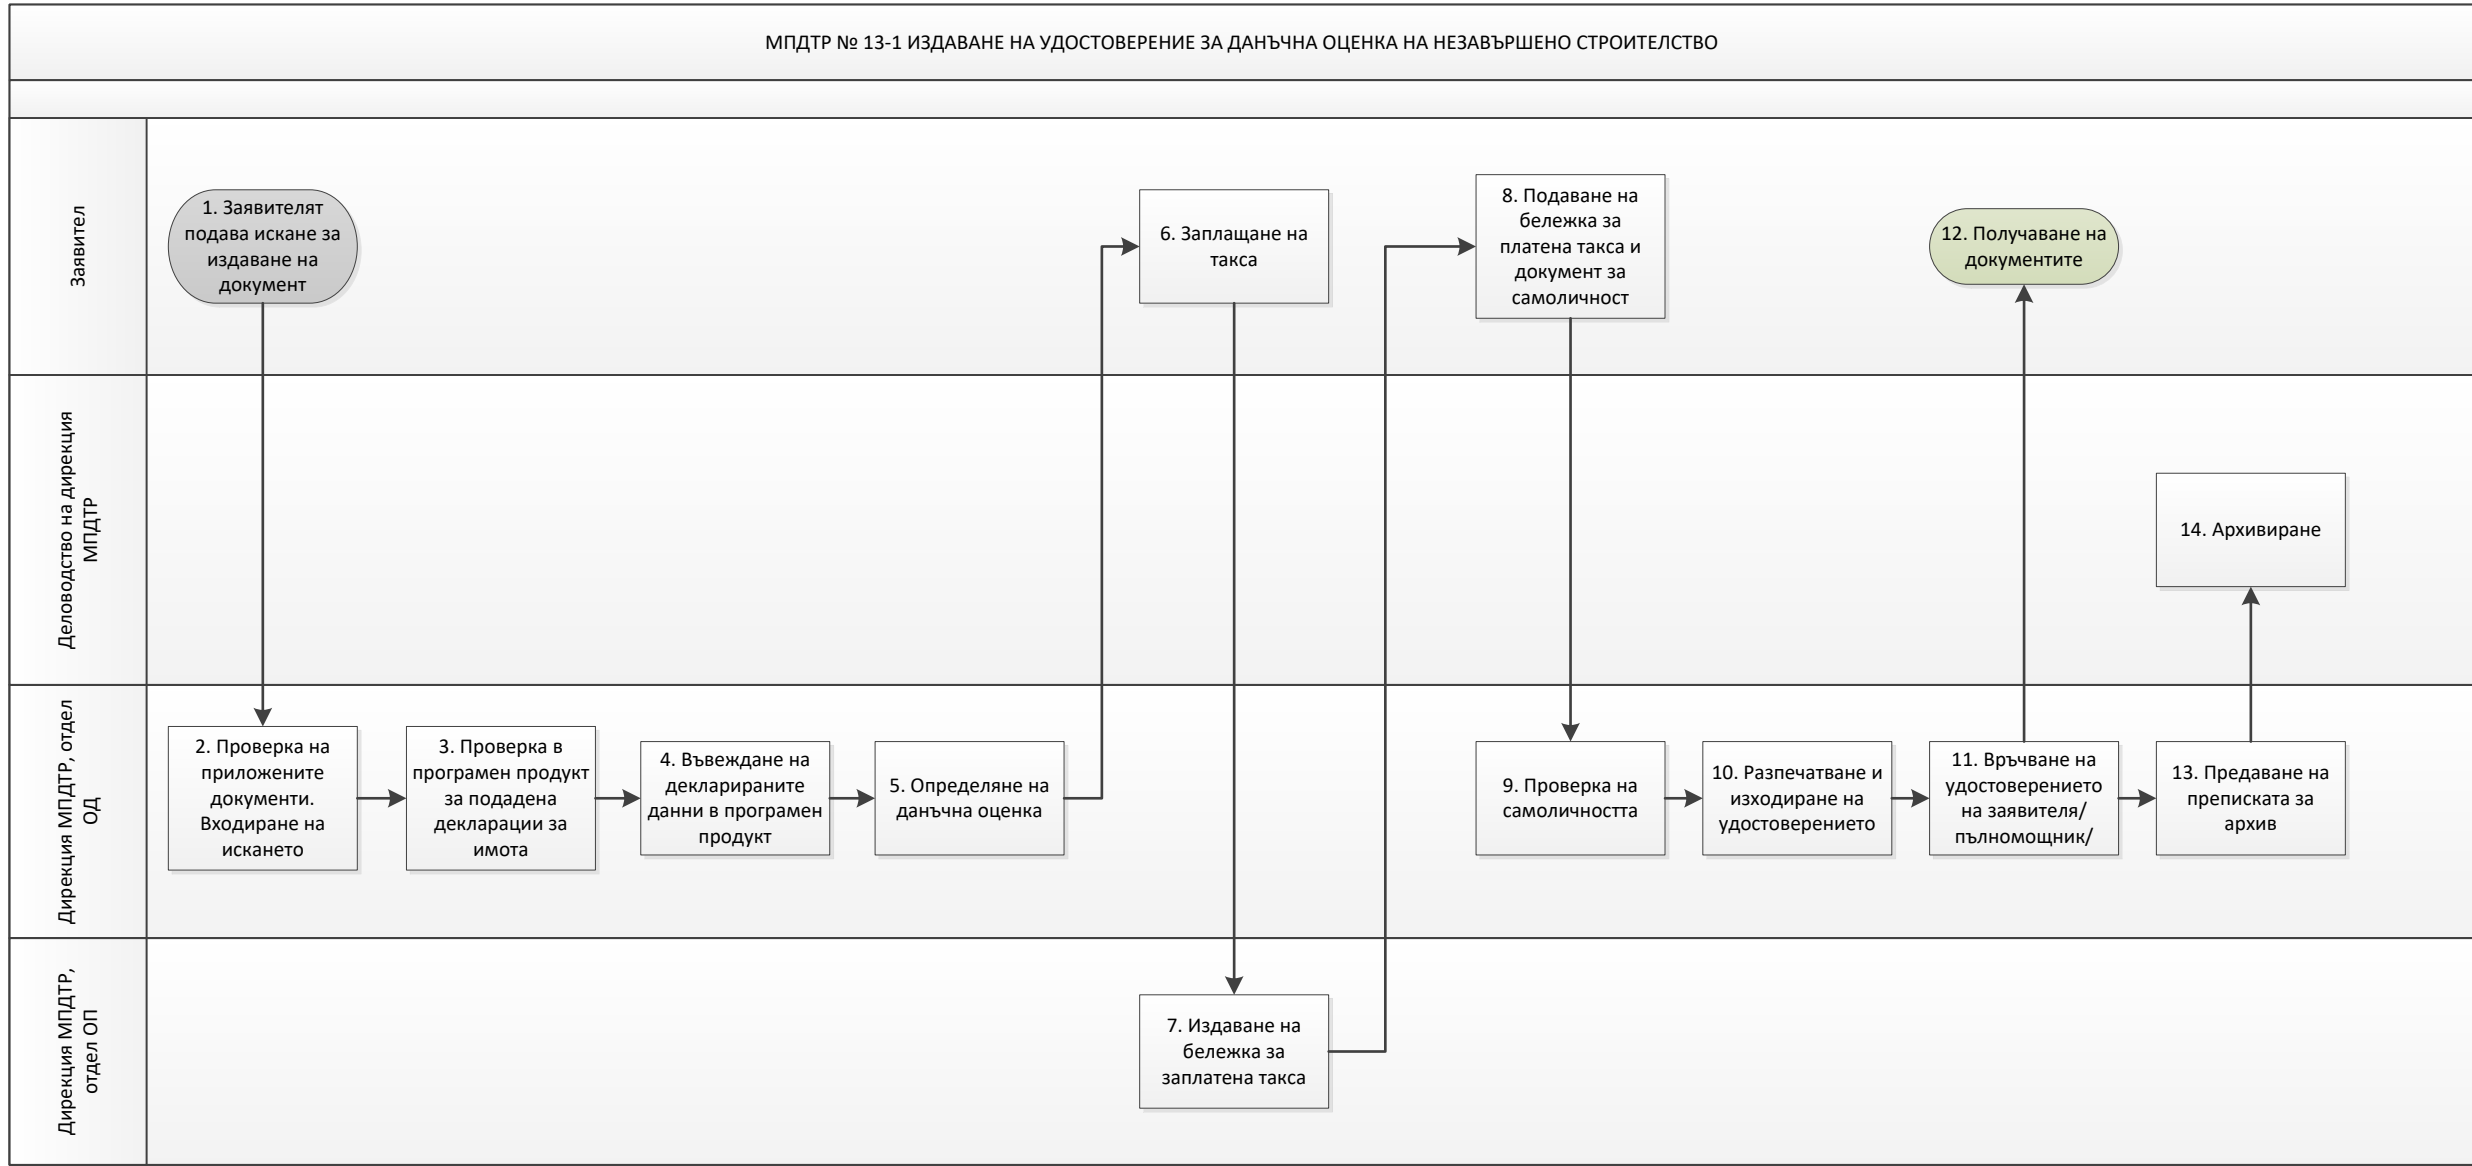 МПДТР № 13-1 ИЗДАВАНЕ НА УДОСТОВЕРЕНИЕ ЗА ДАНЪЧНА ОЦЕНКА НА НЕЗАВЪРШЕНО СТРОИТЕЛСТВО
Заявител
1. Заявителят
подава искане за
издаване на
документ
6. Заплащане на
такса
8. Подаване на
бележка за
платена такса и
документ за
самоличност
12. Получаване на
документите
Деловодство на дирекция
МПДТР
14. Архивиране
Дирекция МПДТР, отдел
ОД
2. Проверка на
приложените
документи.
Входиране на
искането
3. Проверка в
програмен продукт
за подадена
декларации за
имота
4. Въвеждане на
декларираните
данни в програмен
продукт
5. Определяне на
данъчна оценка
9. Проверка на
самоличността
10. Разпечатване и
изходиране на
удостоверението
11. Връчване на
удостоверението
на заявителя/
пълномощник/
13. Предаване на
преписката за
архив
Дирекция МПДТР,
отдел ОП
7. Издаване на
бележка за
заплатена такса